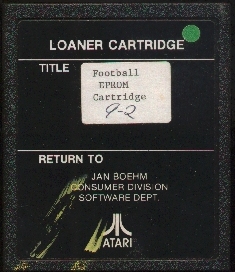 LOANER CARTRIDGE
TITLE
Football
EPROM
Cartridge
9-2
RETURN TO
JAN BOEHM
CONSUMER DIVISION
SOFTWARE DEPT.
ATARI